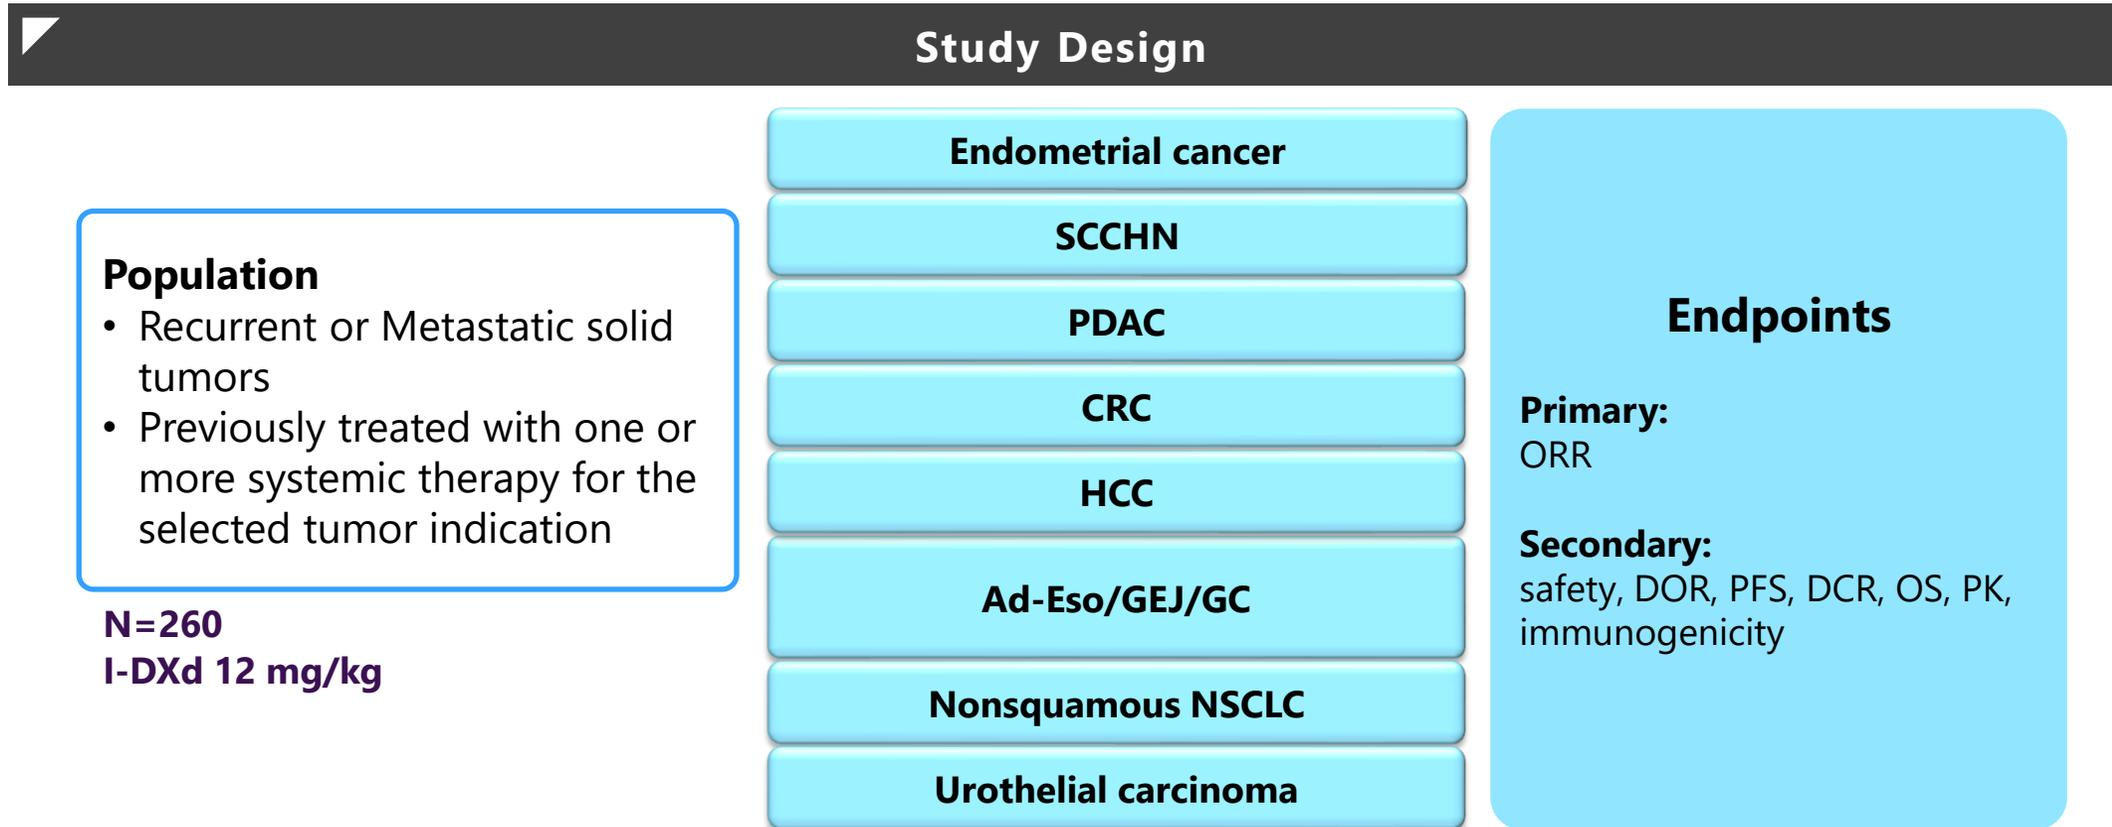 Study Design
Population
• Recurrent or Metastatic solid
tumors
• Previously treated with one or
more systemic therapy for the
selected tumor indication
N=260
I-DXd 12 mg/kg
Endometrial cancer
SCCHN
PDAC
CRC
HCC
Ad-Eso/GEJ/GC
Nonsquamous NSCLC
Urothelial carcinoma
Endpoints
Primary:
ORR
Secondary:
safety, DOR, PFS, DCR, OS, PK,
immunogenicity